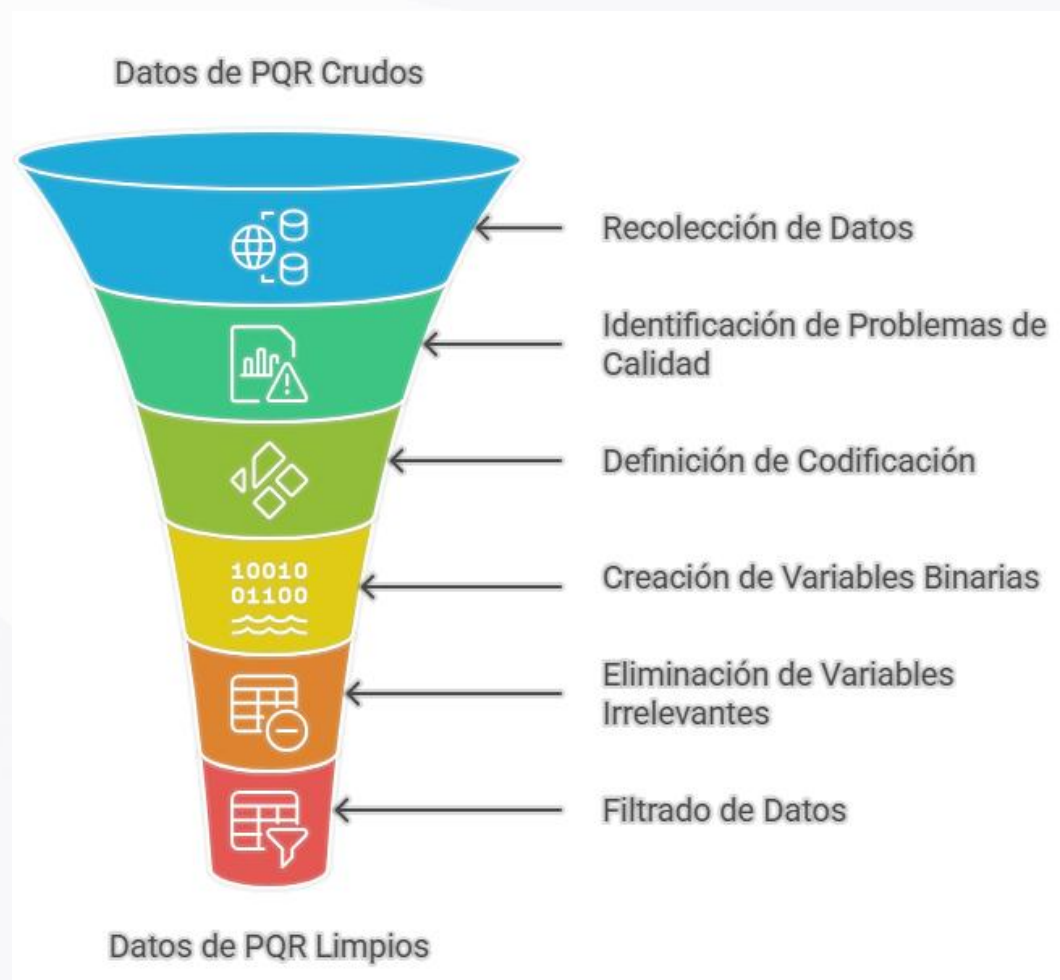 Datos de PQR Crudos
Recolección de Datos
Identificación de Problemas de
Calidad
Definición de Codificación
10010
01100
Creación de Variables Binarias
Eliminación de Variables
Irrelevantes
Filtrado de Datos
Datos de PQR Limpios